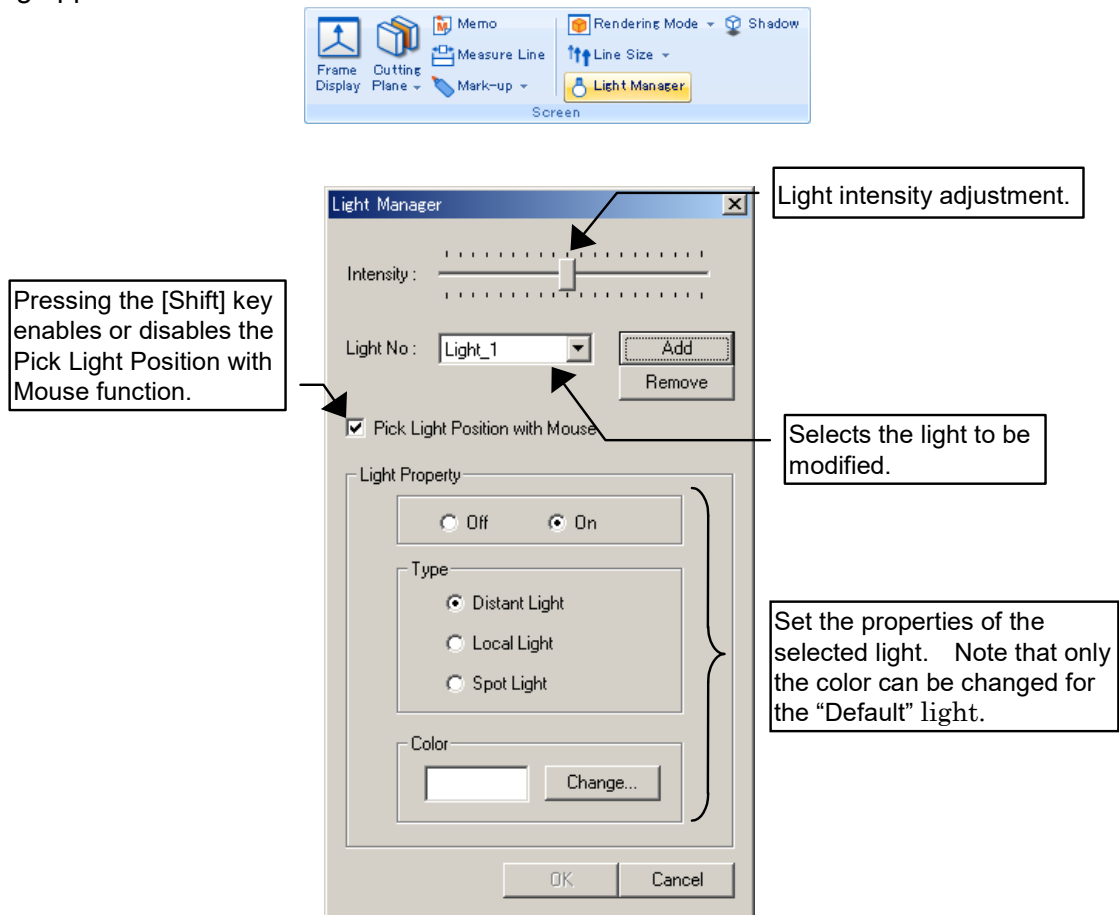 Memo
Rendering Mode
Shadow
Measure Line
Line Size
Frame
Display
Cutting
Plane
Mark-up
Light Manager
Screen
Light Manager
Light intensity adjustment.
Intensity :
Pressing the [Shift] key
enables or disables the
Pick Light Position with
Mouse function.
Light No :
Light_1
Add
Remove
Pick Light Position with Mouse
Selects the light to be
modified.
Light Property
Off
On
Type
Distant Light
Local Light
Spot Light
Set the properties of the
selected light. Note that only
the color can be changed for
the “Default” light.
Color
Change...
OK
Cancel